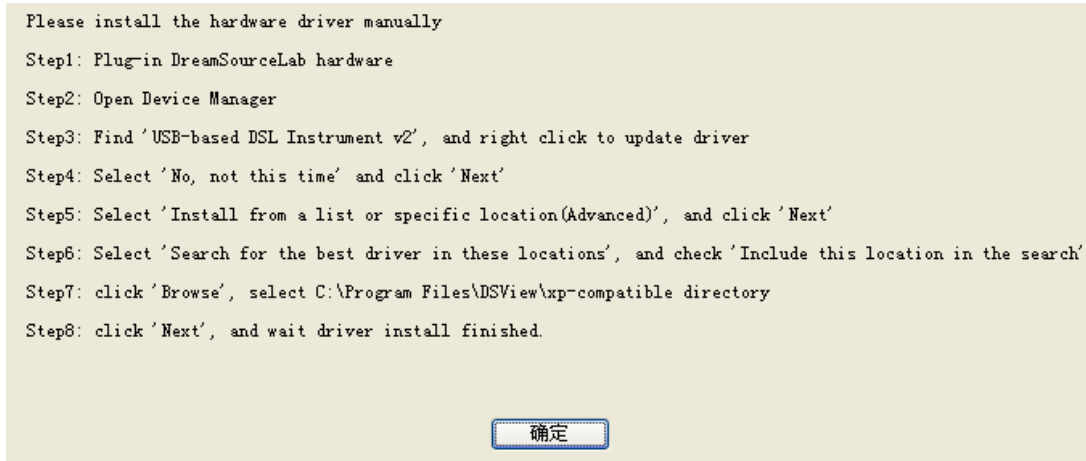 Please install the hardware driver manually
Step1: Plug-in DreamSourceLab hardware
Step2: Open Device Manager
Step3: Find 'USB-based DSL Instrument v2', and right click to update driver
Step4: Select 'No, not this time' and click 'Next'
Step5: Select 'Install from a list or specific location(Advanced)', and click 'Next'
Step6: Select 'Search for the best driver in these locations', and check 'Include this location in the search'
Step7: click 'Browse', select C:\Program Files\DSView\xp-compatible directory
Step8: click 'Next', and wait driver install finished.
确定